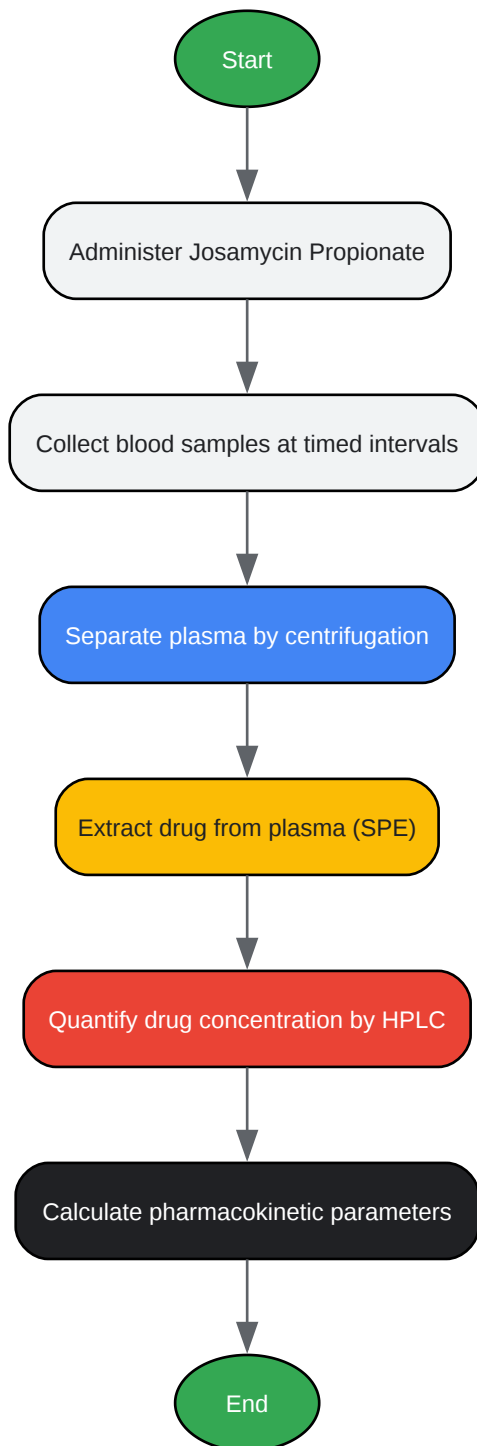 Start
Administer Josamycin Propionate
Collect blood samples at timed intervals
Separate plasma by centrifugation
Extract drug from plasma (SPE)
Quantify drug concentration by HPLC
Calculate pharmacokinetic parameters
End